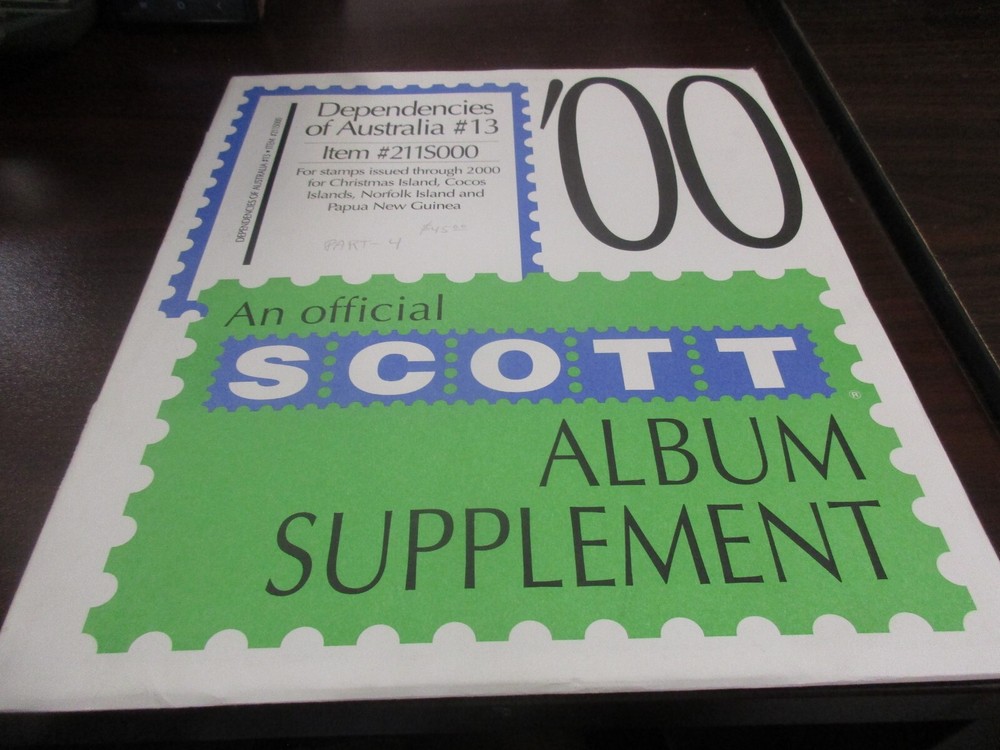 Dependencies
of Australia #13
Item #211S000
For stamps issued through 2000
for Christmas Island, Cocos
Islands, Norfolk Island and
Papua New Guinea
PART-4
DEPENDENCIES OF AUSTRALIA #13 • ITEM #211S000
'00
An official
SCOTT®
ALBUM
SUPPLEMENT